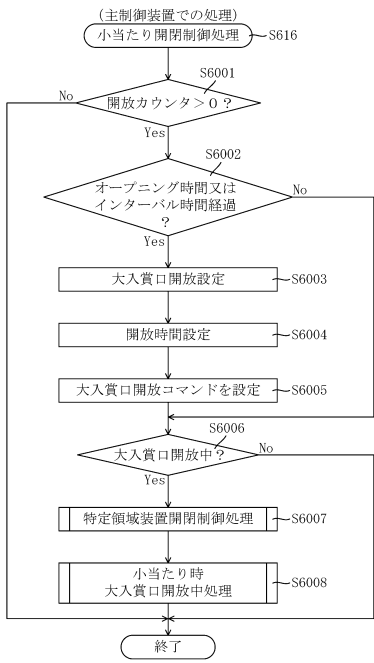 (主制御装置での処理)
小当たり開閉制御処理
S616
S6001
開放カウンタ>0?
No
Yes
S6002
オープニング時間又は
インターバル時間経過
?
No
Yes
大入賞口開放設定
S6003
開放時間設定
S6004
大入賞口開放コマンドを設定
S6005
S6006
大入賞口開放中?
No
Yes
特定領域装置開閉制御処理
S6007
小当たり時
大入賞口開放中処理
S6008
終了